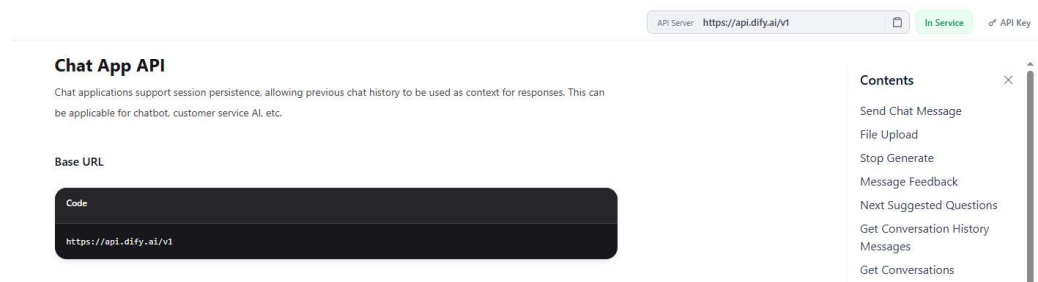 API Server https://api.dify.ai/v1 In Service API Key
Chat App API
Chat applications support session persistence, allowing previous chat history to be used as context for responses. This can
be applicable for chatbot, customer service AI, etc.
Base URL
Code
https://api.dify.ai/v1
Contents
Send Chat Message
File Upload
Stop Generate
Message Feedback
Next Suggested Questions
Get Conversation History
Messages
Get Conversations